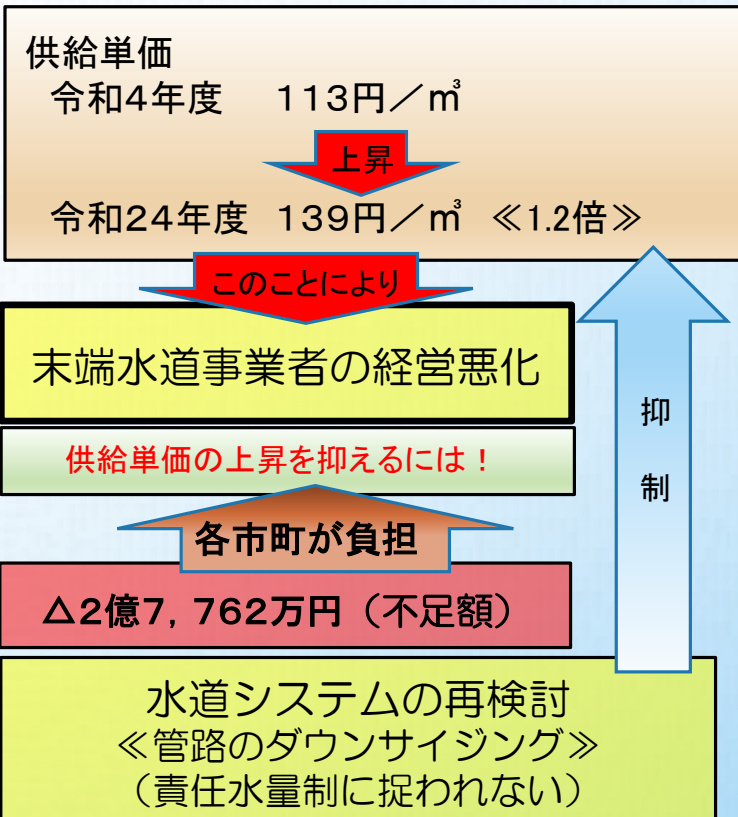 供給単価
令和4年度　113円／㎥
上昇
令和24年度　139円／㎥　≪1.2倍≫
このことにより
末端水道事業者の経営悪化
供給単価の上昇を抑えるには！
各市町が負担
△2億7，762万円（不足額）
抑制
水道システムの再検討
≪管路のダウンサイジング≫
（責任水量制に捉われない）